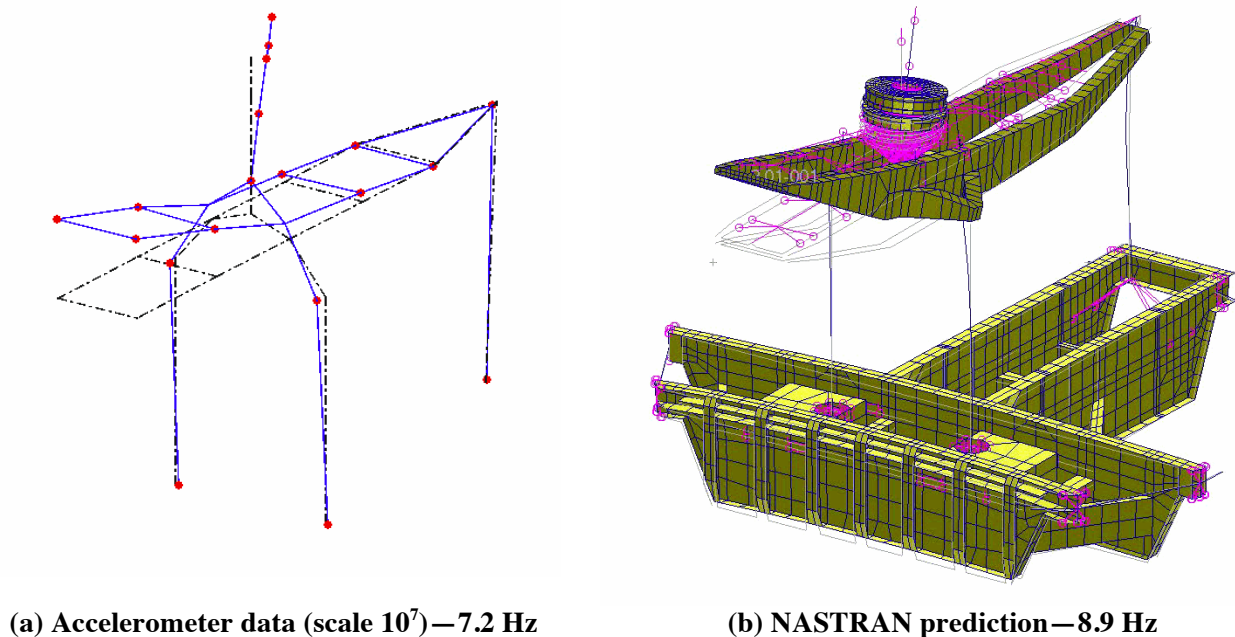 (a) Accelerometer data (scale 10⁷)—7.2 Hz
(b) NASTRAN prediction—8.9 Hz